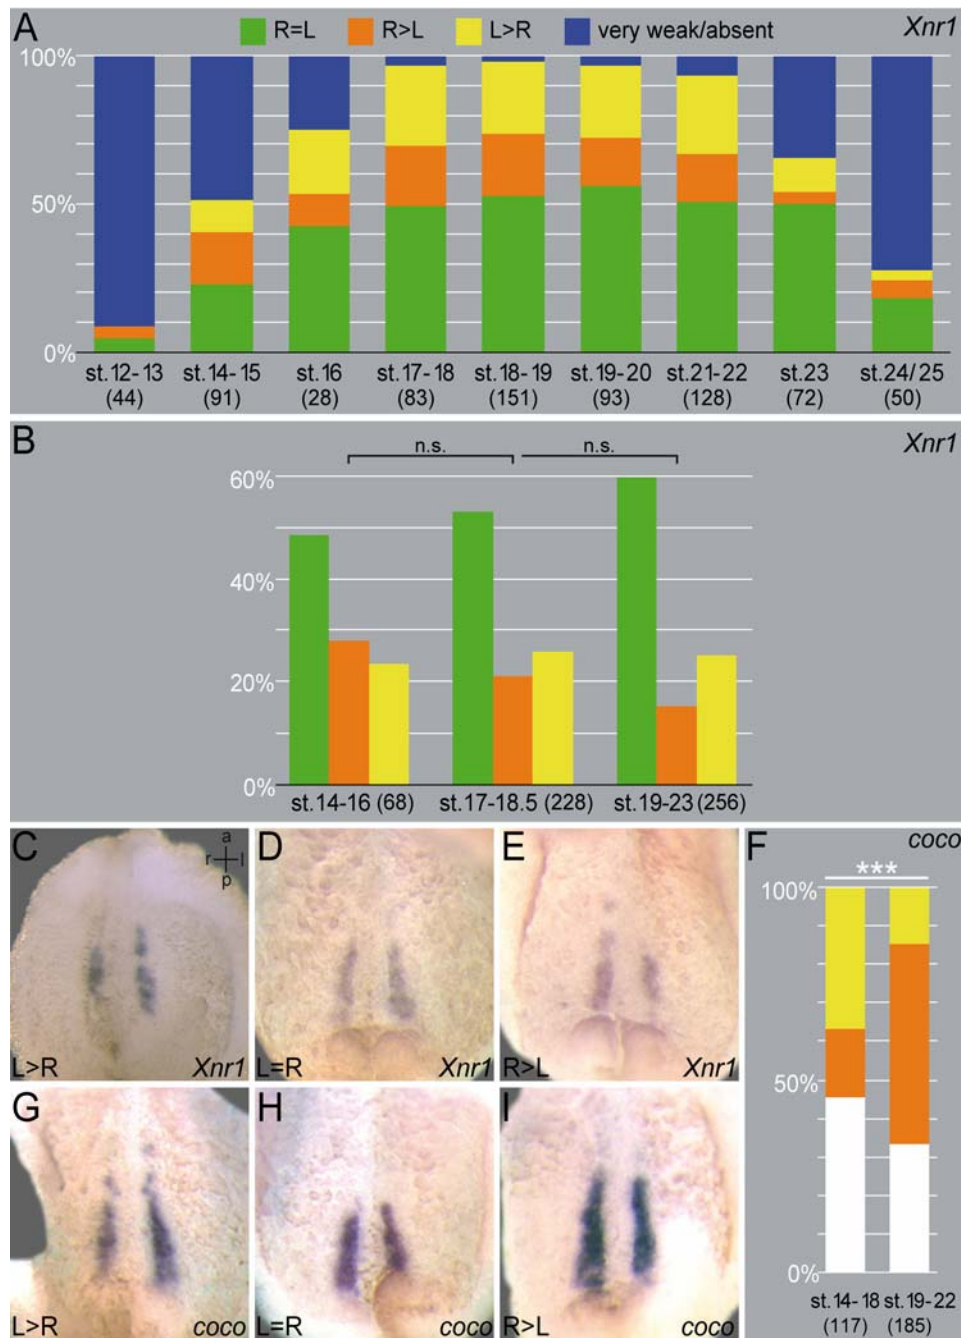 A R=L R>L L>R very weak/absent Xnr1
100%
50%
0%
st.12-13 st.14-15 st.16 st.17-18 st.18-19 st.19-20 st.21-22 st.23 st.24/25
(44) (91) (28) (83) (151) (93) (128) (72) (50)
B n.s. n.s. Xnr1
60%
40%
20%
0%
st.14-16 (68) st.17-18.5 (228) st.19-23 (256)
C a r l p
L>R Xnr1
D
L=R Xnr1
E
R>L Xnr1
F coco
***
100%
50%
0%
st.14-18 st.19-22
(117) (185)
G
L>R coco
H
L=R coco
I
R>L coco